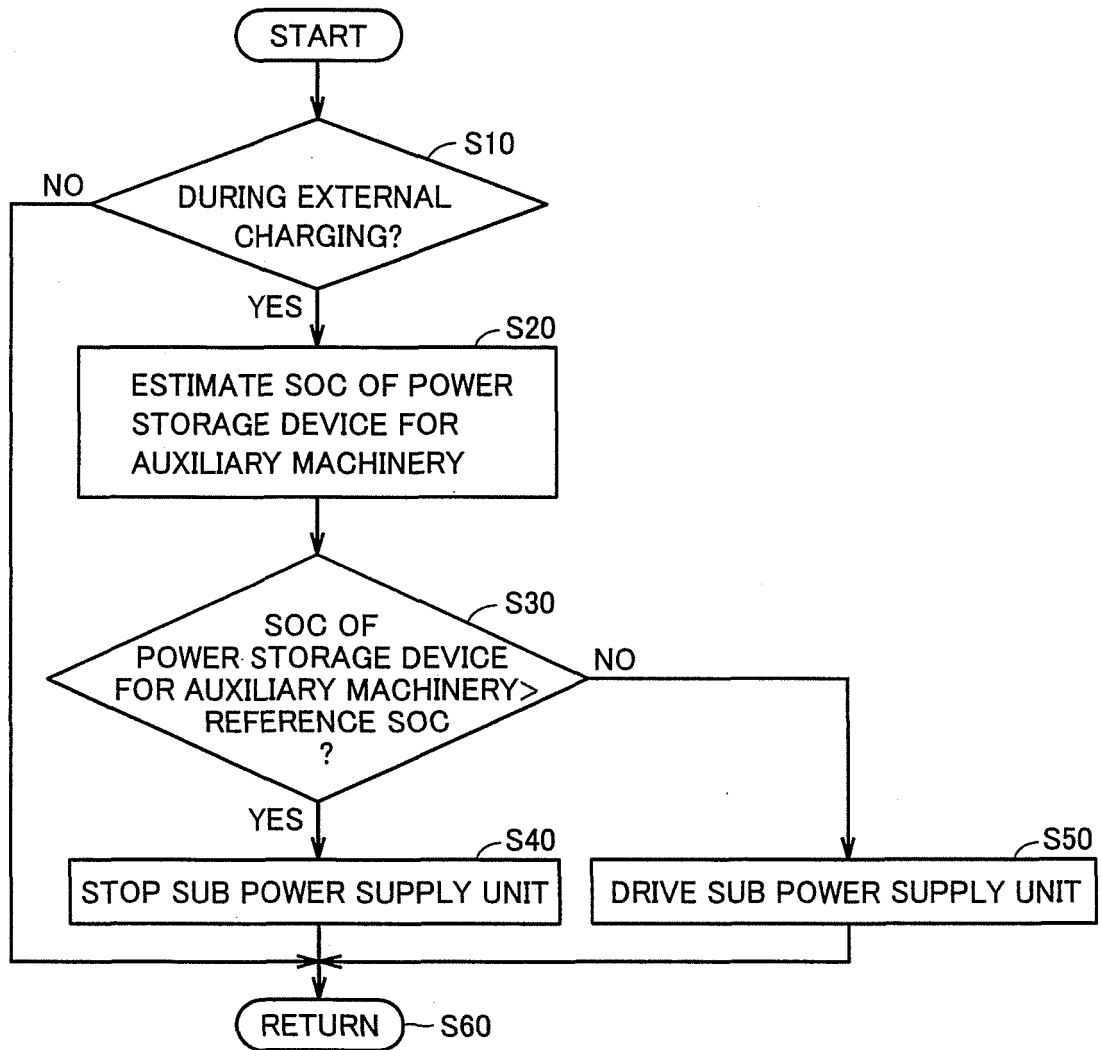 START
S10
NO
DURING EXTERNAL
CHARGING?
YES
S20
ESTIMATE SOC OF POWER
STORAGE DEVICE FOR
AUXILIARY MACHINERY
S30
SOC OF
POWER STORAGE DEVICE
FOR AUXILIARY MACHINERY>
REFERENCE SOC
?
NO
YES
S40
STOP SUB POWER SUPPLY UNIT
S50
DRIVE SUB POWER SUPPLY UNIT
RETURN
S60